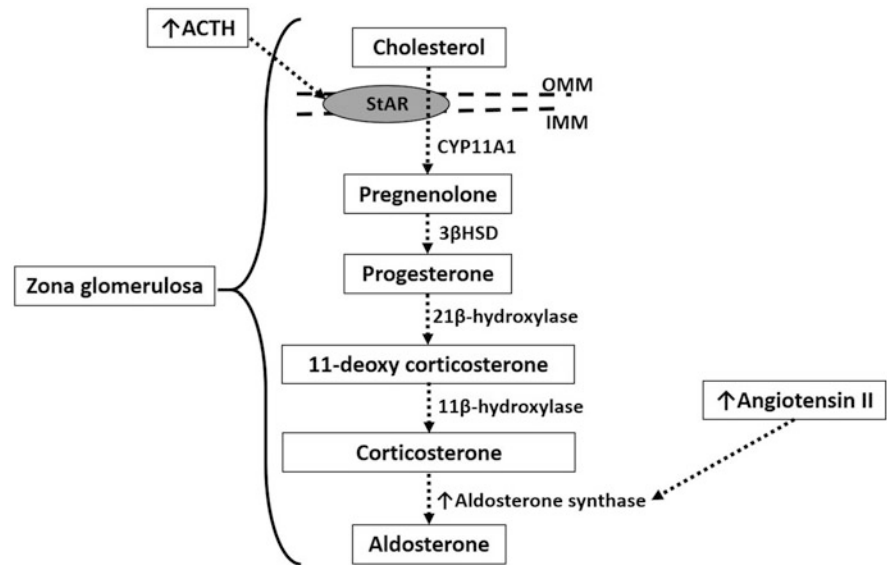 ↑ACTH
Cholesterol
OMM
StAR
IMM
CYP11A1
Pregnenolone
3βHSD
Zona glomerulosa
Progesterone
21β-hydroxylase
11-deoxy corticosterone
11β-hydroxylase
↑Angiotensin II
Corticosterone
↑Aldosterone synthase
Aldosterone